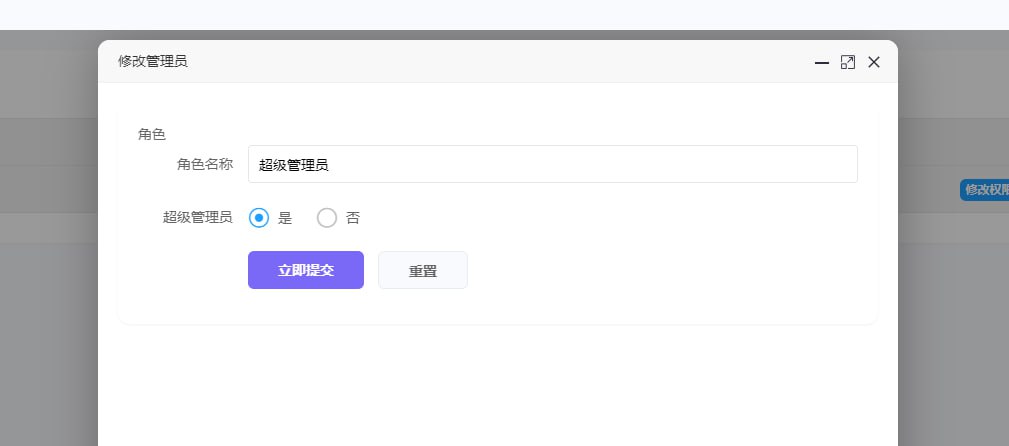 修改管理员
角色
角色名称 超级管理员
修改权限
超级管理员 是 否
立即提交 重置